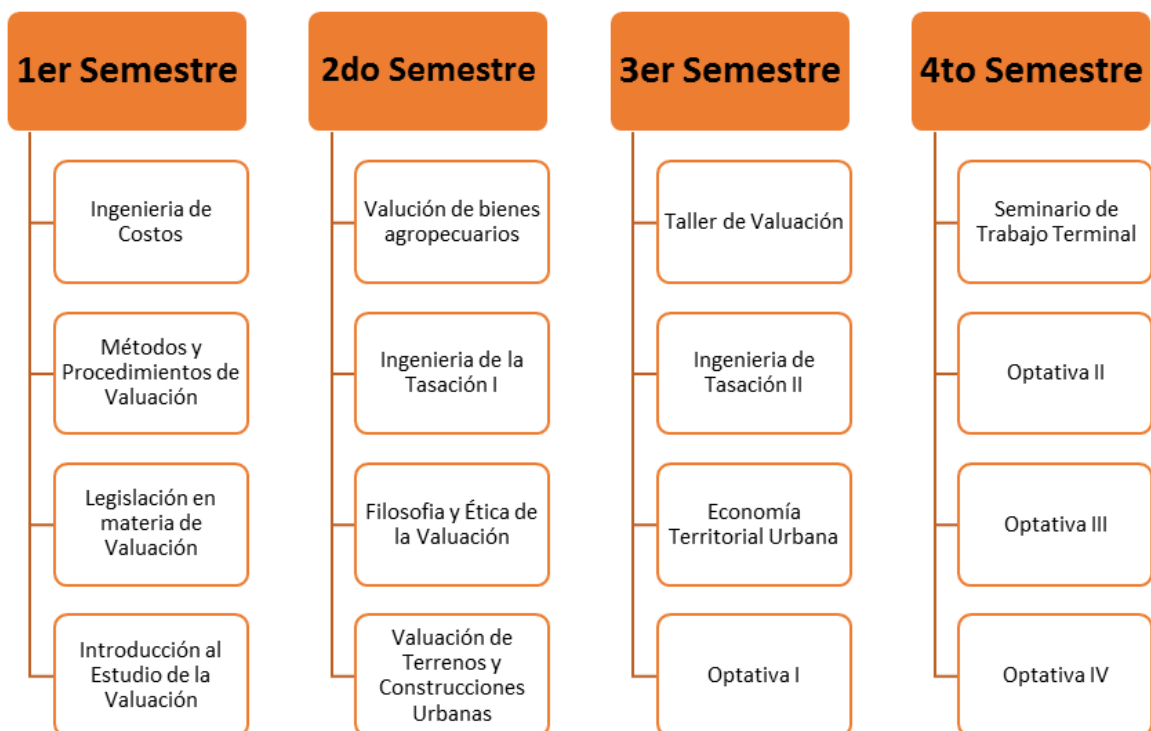 1er Semestre
Ingenieria de
Costos
Métodos y
Procedimientos de
Valuación
Legislación en
materia de
Valuación
Introducción al
Estudio de la
Valuación
2do Semestre
Valución de bienes
agropecuarios
Ingenieria de la
Tasación I
Filosofia y Ética de
la Valuación
Valuación de
Terrenos y
Construcciones
Urbanas
3er Semestre
Taller de Valuación
Ingenieria de
Tasación II
Economía
Territorial Urbana
Optativa I
4to Semestre
Seminario de
Trabajo Terminal
Optativa II
Optativa III
Optativa IV